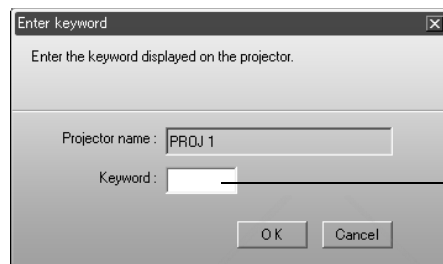 Enter keyword
Enter the keyword displayed on the projector.
Projector name : PROJ 1
Keyword :
OK Cancel